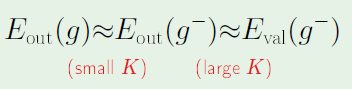 E_out(g)≈E_out(g⁻)≈E_val(g⁻)
(small K) (large K)